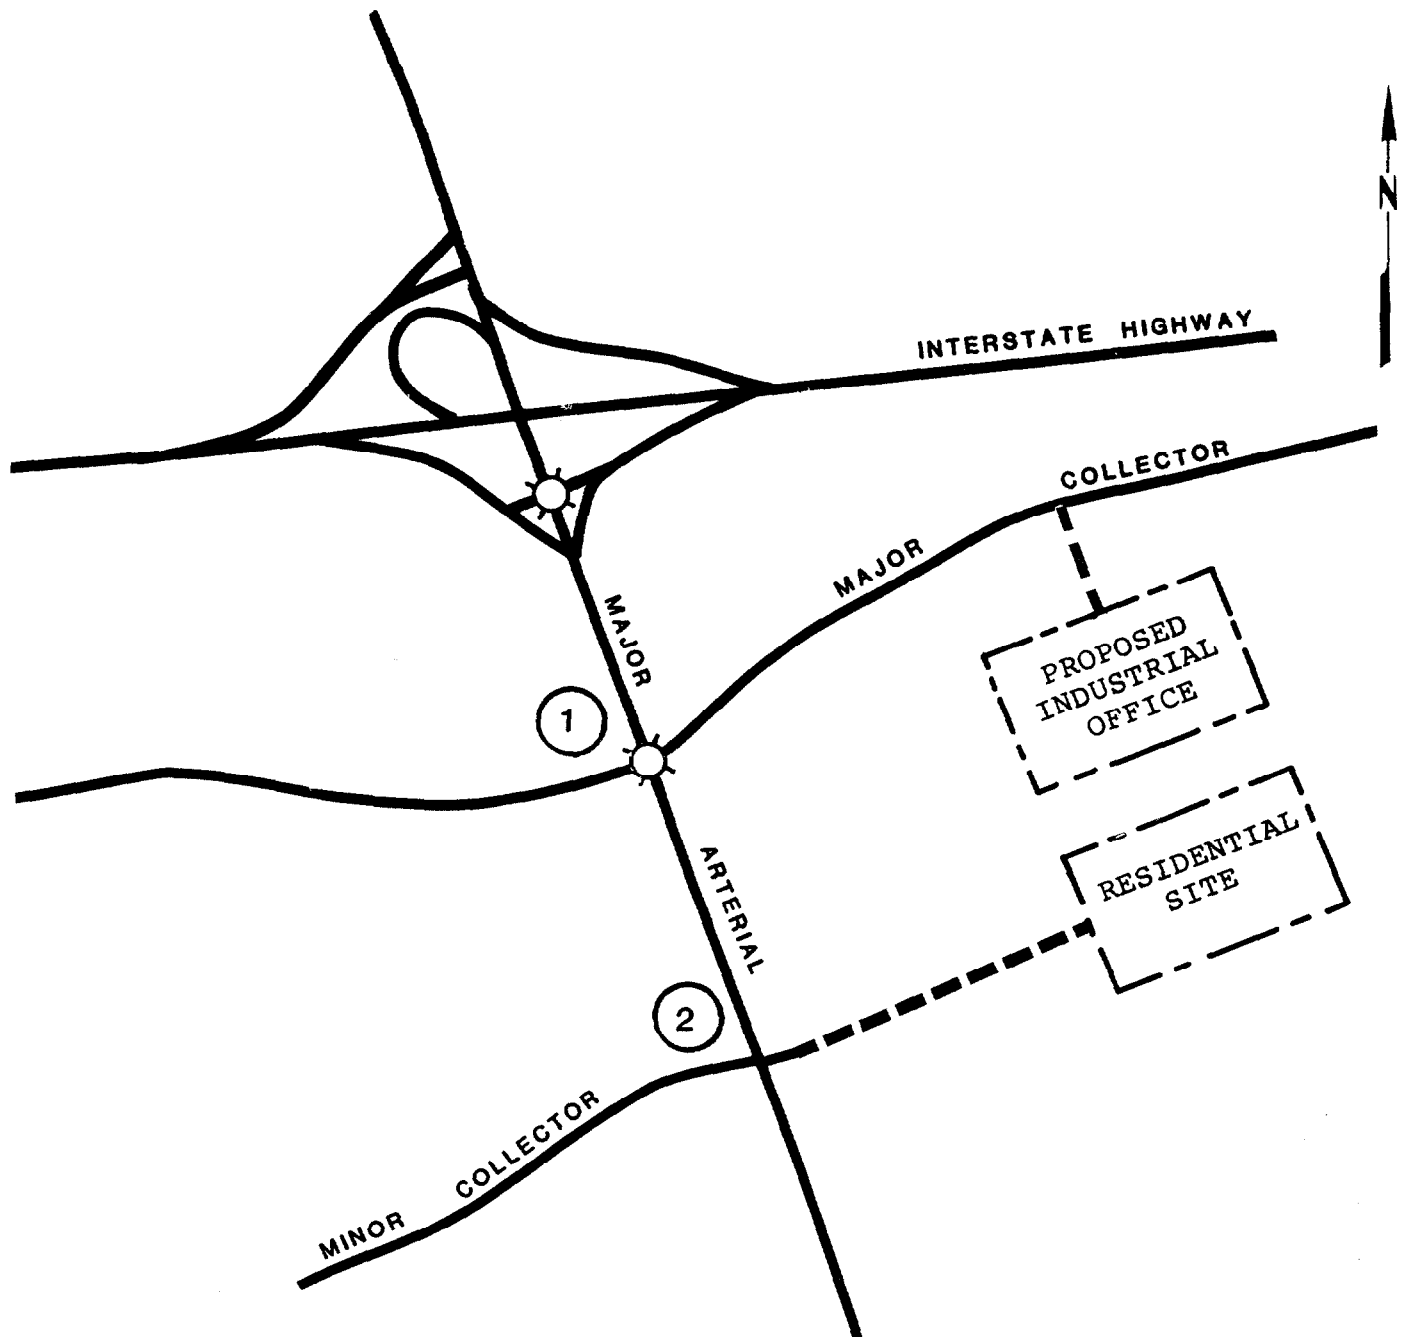 N
INTERSTATE HIGHWAY
MAJOR COLLECTOR
PROPOSED
INDUSTRIAL
OFFICE
MAJOR ARTERIAL
1
RESIDENTIAL
SITE
2
MINOR COLLECTOR